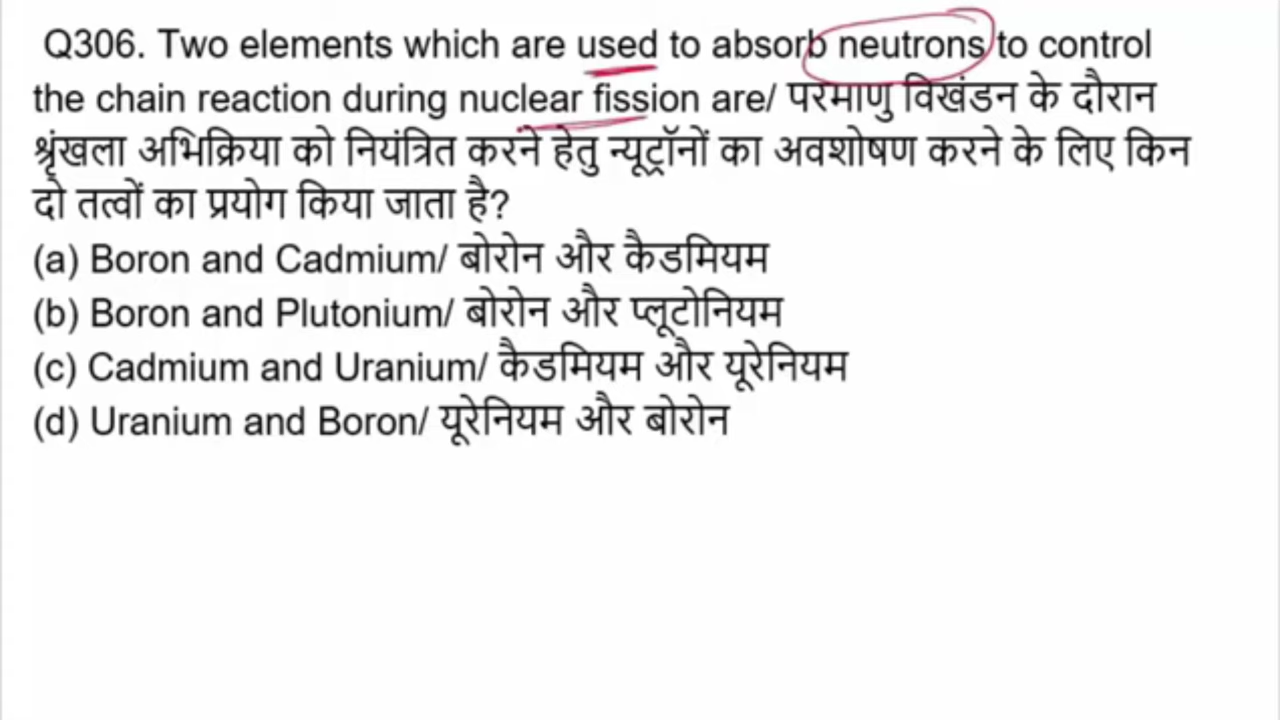 Q306. Two elements which are used to absorb neutrons to control
the chain reaction during nuclear fission are/ परमाणु विखंडन के दौरान
श्रृंखला अभिक्रिया को नियंत्रित करने हेतु न्यूट्रॉनों का अवशोषण करने के लिए किन
दो तत्वों का प्रयोग किया जाता है?
(a) Boron and Cadmium/ बोरोन और कैडमियम
(b) Boron and Plutonium/ बोरोन और प्लूटोनियम
(c) Cadmium and Uranium/ कैडमियम और यूरेनियम
(d) Uranium and Boron/ यूरेनियम और बोरोन